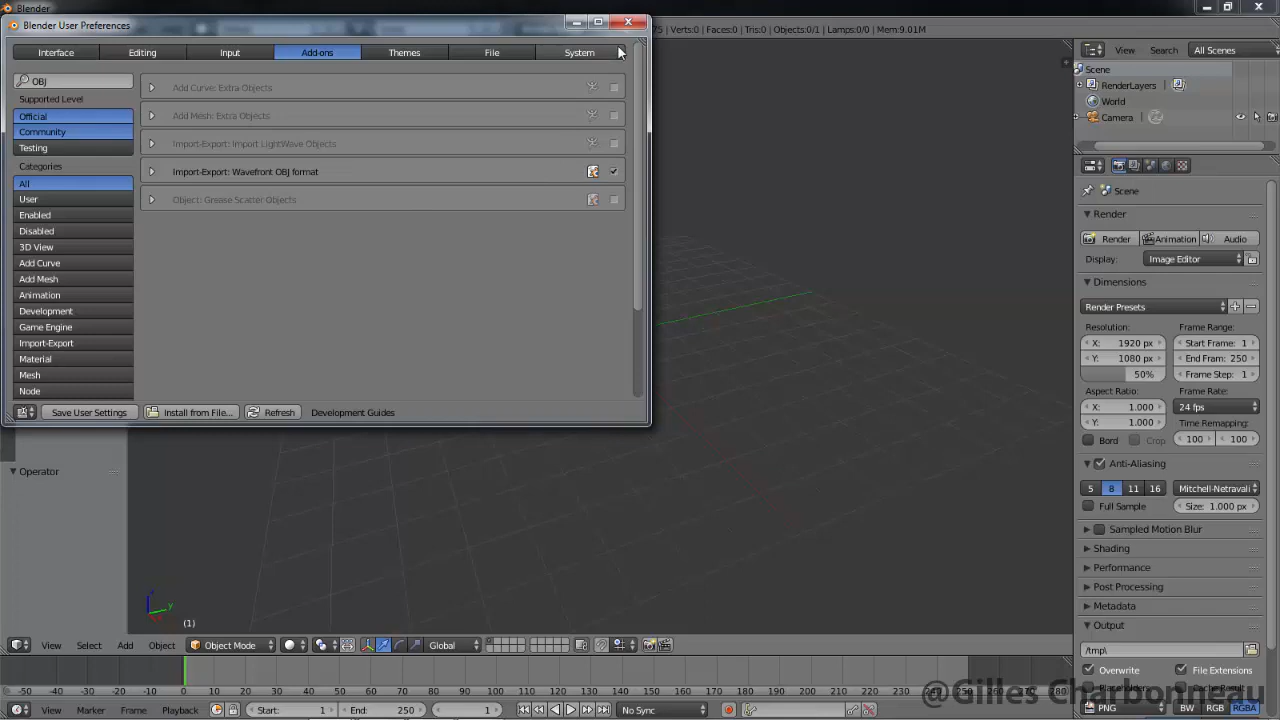 Blender
Blender User Preferences
Interface Editing Input Add-ons Themes File System
/5 | Verts:0 | Faces:0 | Tris:0 | Objects:0/1 | Lamps:0/0 | Mem:9.01M
View Search All Scenes
OBJ
Supported Level
Official
Community
Testing
Categories
All
User
Enabled
Disabled
3D View
Add Curve
Add Mesh
Animation
Development
Game Engine
Import-Export
Material
Mesh
Node
Add Curve: Extra Objects
Add Mesh: Extra Objects
Import-Export: Import LightWave Objects
Import-Export: Wavefront OBJ format
Object: Grease Scatter Objects
Save User Settings Install from File... Refresh Development Guides
Scene
RenderLayers
World
Camera
Scene
Render
Render Animation Audio
Display: Image Editor
Dimensions
Render Presets
Resolution: Frame Range:
X: 1920 px Start Frame: 1
Y: 1080 px End Fram: 250
50% Frame Step: 1
Aspect Ratio: Frame Rate:
X: 1.000 24 fps
Y: 1.000 Time Remapping:
Bord Crop 100 100
Anti-Aliasing
5 8 11 16 Mitchell-Netravali
Full Sample Size: 1.000 px
Sampled Motion Blur
Shading
Performance
Post Processing
Metadata
Output
/tmp\
Overwrite File Extensions
Placeholder Cache Result
PNG BW RGB RGBA
Operator
z
y
x
(1)
View Select Add Object Object Mode Global
-50 -40 -30 -20 -10 0 10 20 30 40 50 60 70 80 90 100 110 120 130 140 150 160 170 180 190 200 210 220 230 240 250 260 270 280
View Marker Frame Playback Start: 1 End: 250 1 No Sync
@Gilles Charbonneau